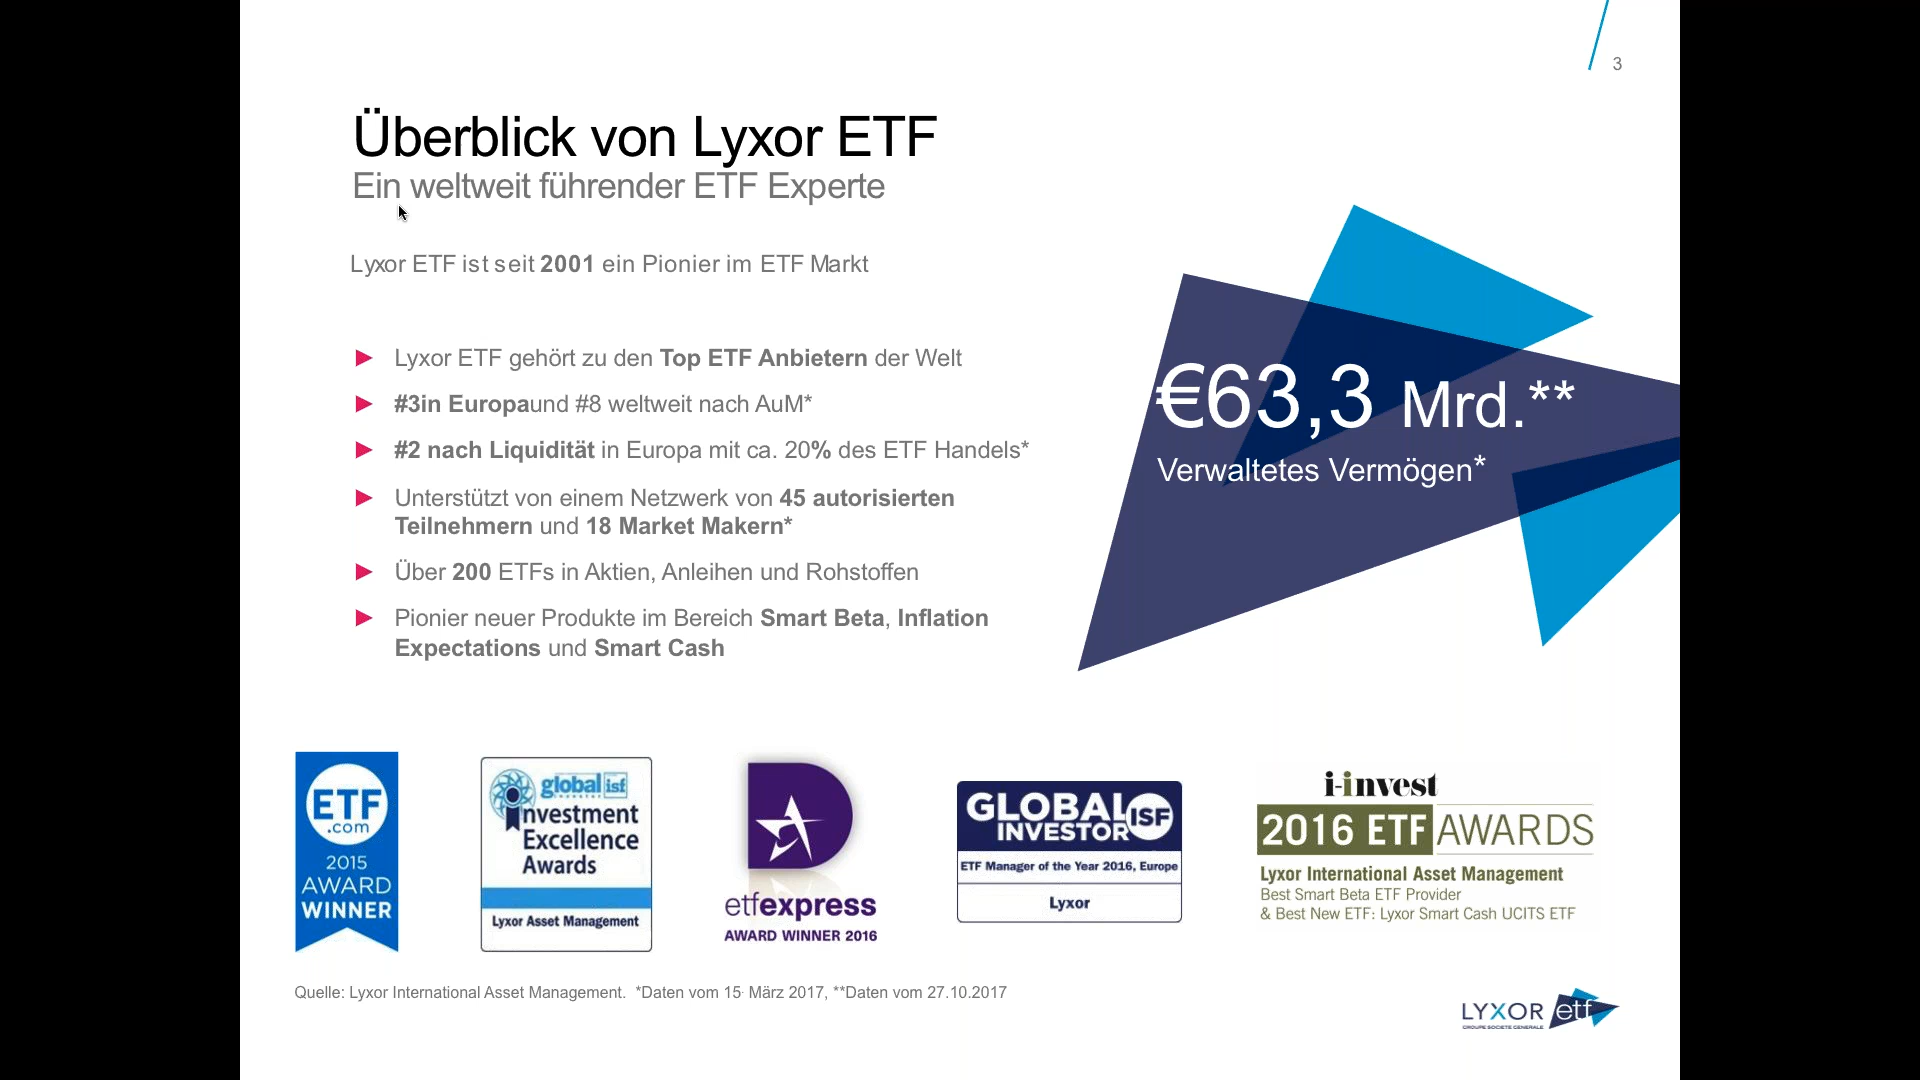 3
Überblick von Lyxor ETF
Ein weltweit führender ETF Experte
Lyxor ETF ist seit 2001 ein Pionier im ETF Markt
► Lyxor ETF gehört zu den Top ETF Anbietern der Welt
► #3in Europaund #8 weltweit nach AuM*
► #2 nach Liquidität in Europa mit ca. 20% des ETF Handels*
► Unterstützt von einem Netzwerk von 45 autorisierten
Teilnehmern und 18 Market Makern*
► Über 200 ETFs in Aktien, Anleihen und Rohstoffen
► Pionier neuer Produkte im Bereich Smart Beta, Inflation
Expectations und Smart Cash
€63,3 Mrd.**
Verwaltetes Vermögen*
ETF
.com
2015
AWARD
WINNER
global isf
investor
Investment
Excellence
Awards
Lyxor Asset Management
etfexpress
AWARD WINNER 2016
GLOBAL
INVESTOR
ISF
ETF Manager of the Year 2016, Europe
Lyxor
i-invest
2016 ETF AWARDS
Lyxor International Asset Management
Best Smart Beta ETF Provider
& Best New ETF: Lyxor Smart Cash UCITS ETF
Quelle: Lyxor International Asset Management. *Daten vom 15. März 2017, **Daten vom 27.10.2017
LYXOR etf
GROUPE SOCIETE GENERALE